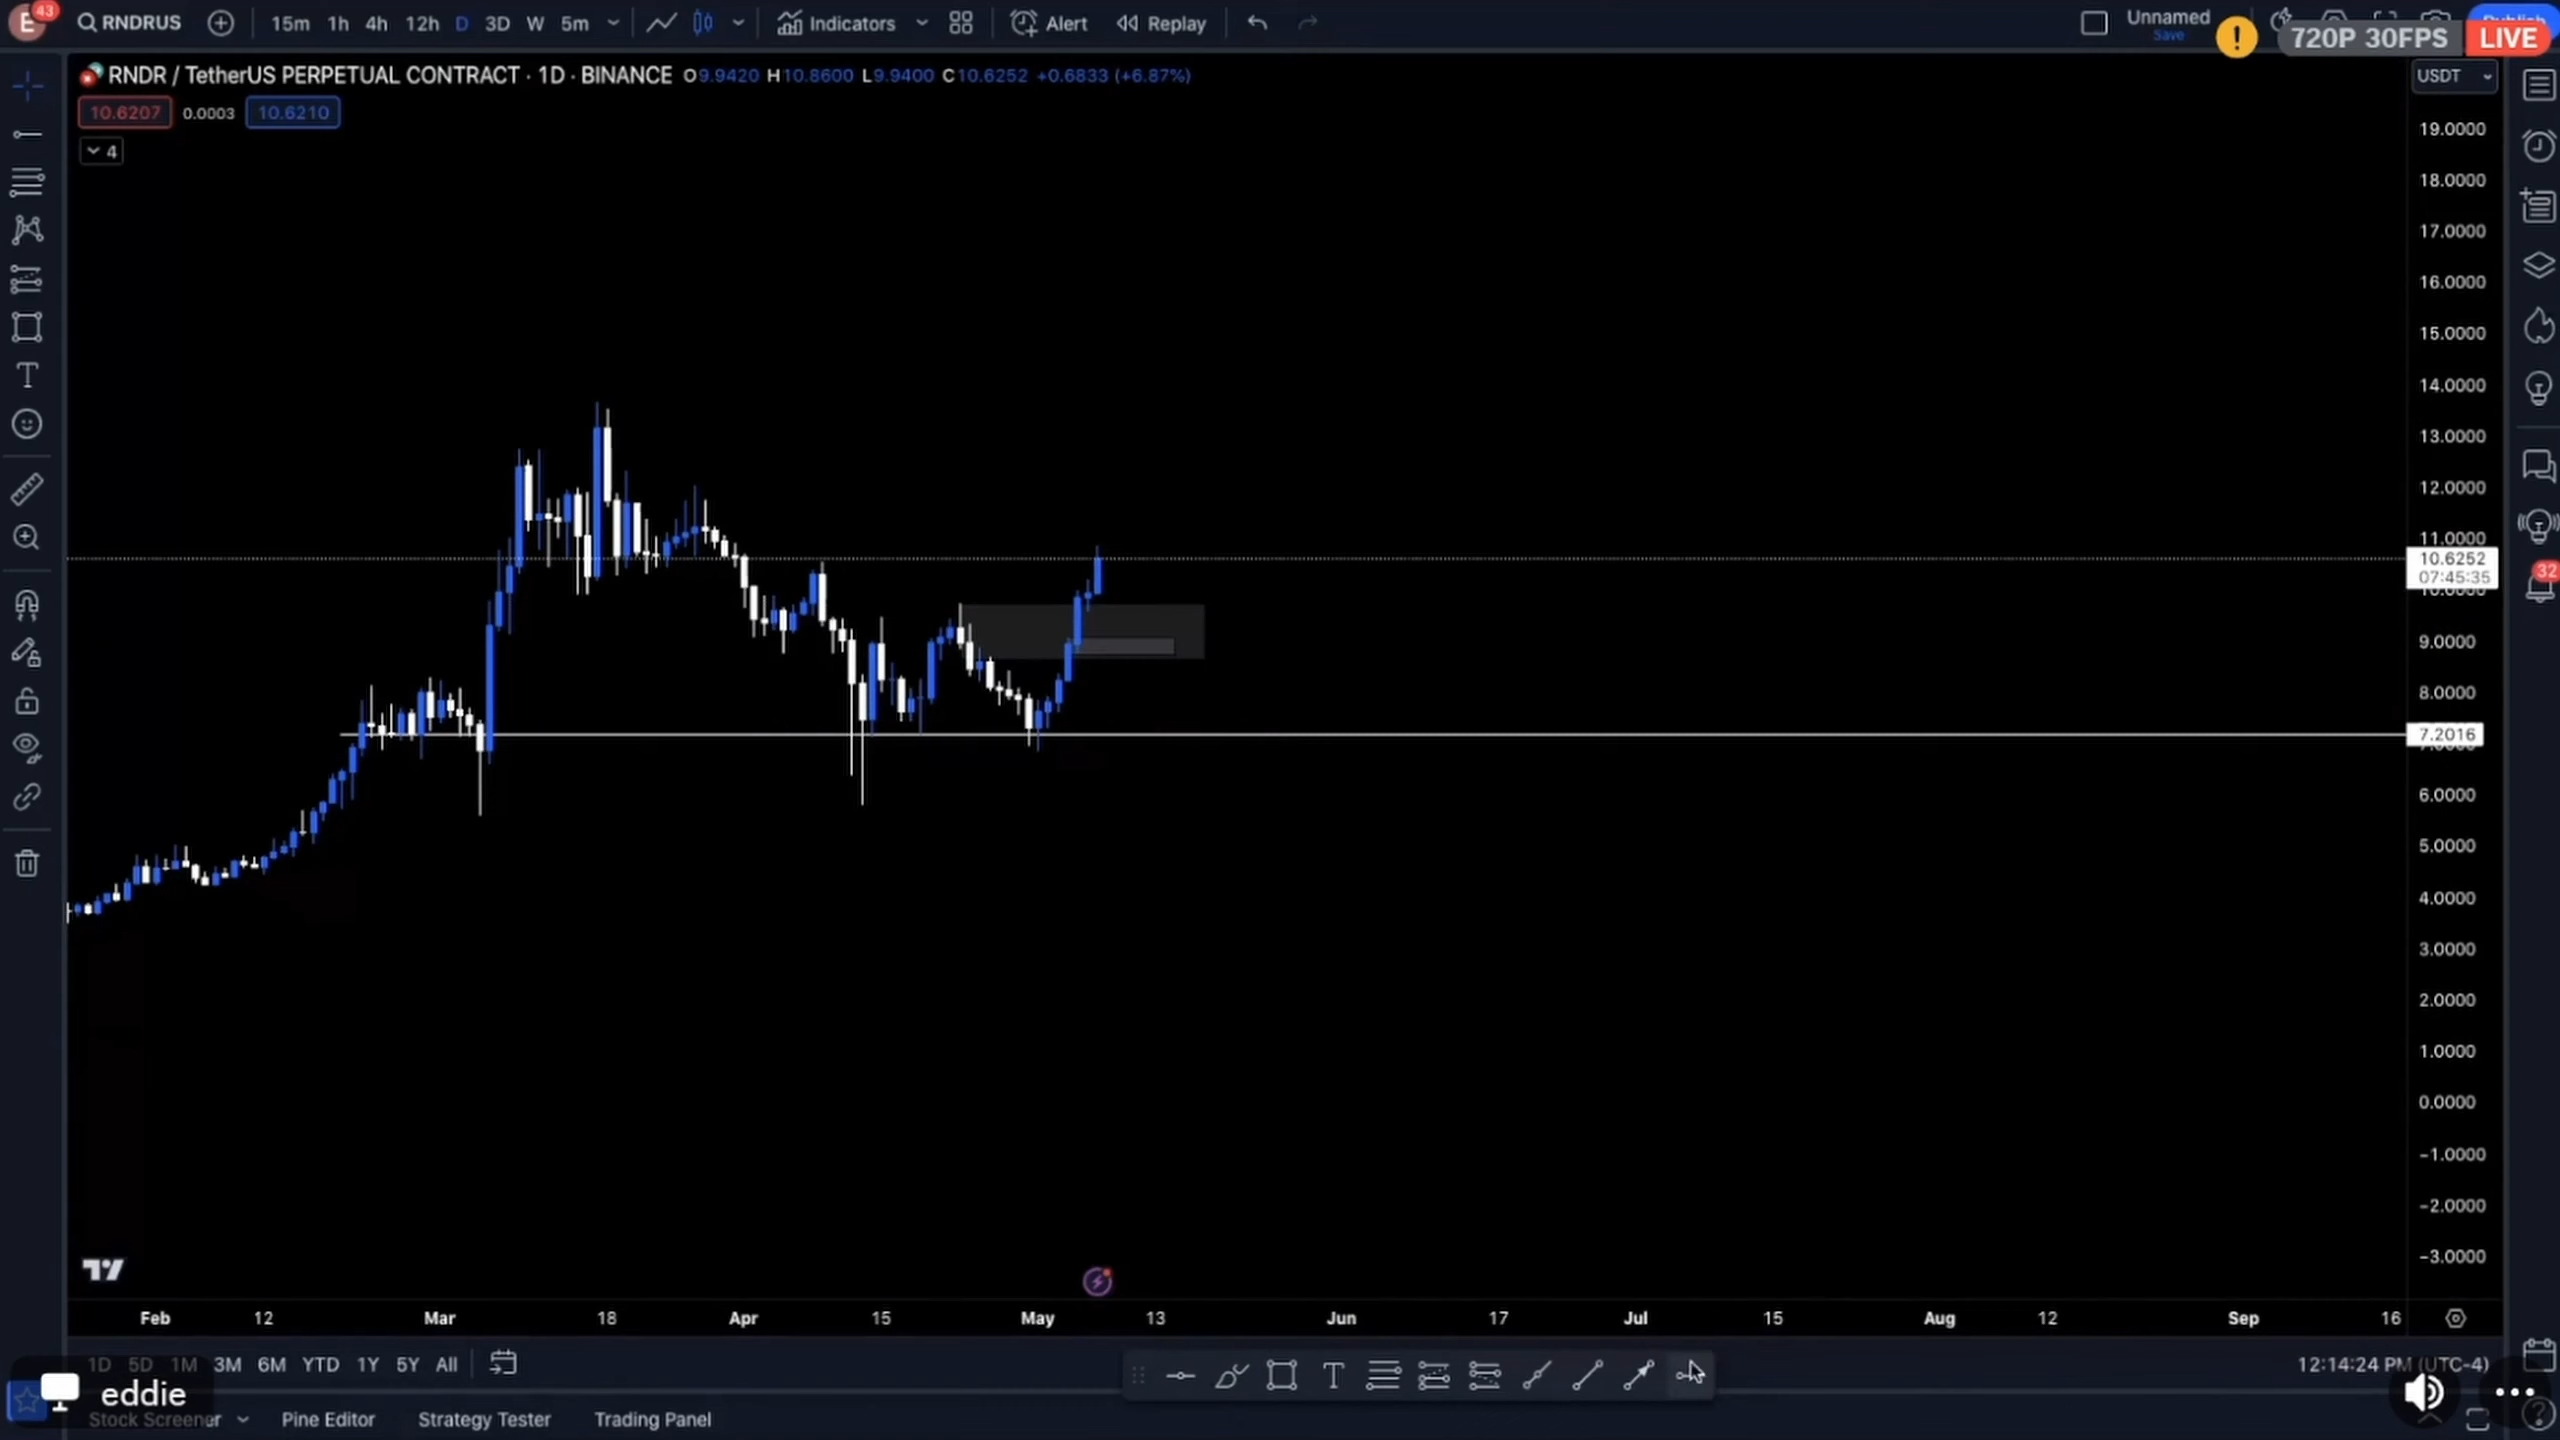 E 43 RNDRUS 15m 1h 4h 12h D 3D W 5m Indicators Alert Replay Unnamed
Save
720P 30FPS LIVE
RNDR / TetherUS PERPETUAL CONTRACT · 1D · BINANCE O9.9420 H10.8600 L9.9400 C10.6252 +0.6833 (+6.87%)
USDT
10.6207 0.0003 10.6210
4
19.0000
18.0000
17.0000
16.0000
15.0000
14.0000
13.0000
12.0000
11.0000
10.6252
07:45:35
32
9.0000
8.0000
7.2016
6.0000
5.0000
4.0000
3.0000
2.0000
1.0000
0.0000
−1.0000
−2.0000
−3.0000
Feb 12 Mar 18 Apr 15 May 13 Jun 17 Jul 15 Aug 12 Sep 16
1D 5D 1M 3M 6M YTD 1Y 5Y All
12:14:24 PM (UTC-4)
eddie
Stock Screener Pine Editor Strategy Tester Trading Panel